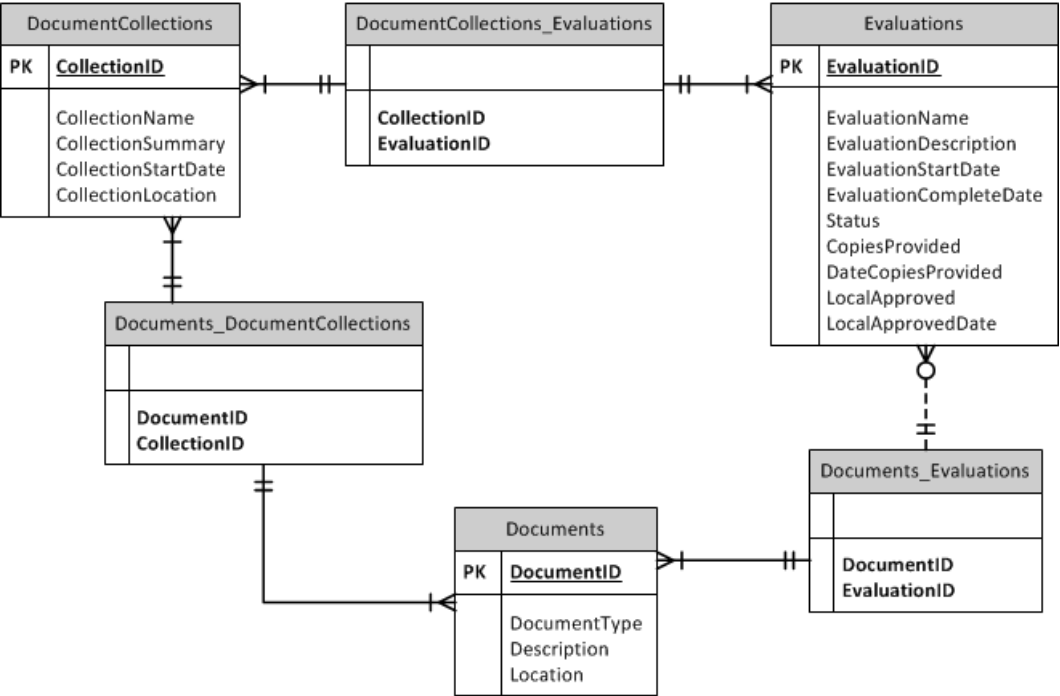 DocumentCollections
PK CollectionID
CollectionName
CollectionSummary
CollectionStartDate
CollectionLocation
DocumentCollections_Evaluations
CollectionID
EvaluationID
Evaluations
PK EvaluationID
EvaluationName
EvaluationDescription
EvaluationStartDate
EvaluationCompleteDate
Status
CopiesProvided
DateCopiesProvided
LocalApproved
LocalApprovedDate
Documents_DocumentCollections
DocumentID
CollectionID
Documents
PK DocumentID
DocumentType
Description
Location
Documents_Evaluations
DocumentID
EvaluationID